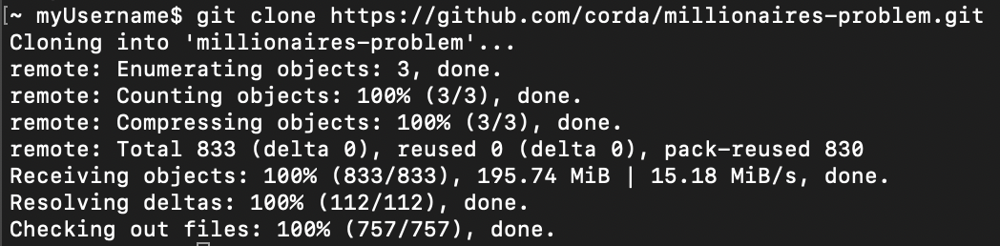 [~ myUsername$ git clone https://github.com/corda/millionaires-problem.git
Cloning into 'millionaires-problem'...
remote: Enumerating objects: 3, done.
remote: Counting objects: 100% (3/3), done.
remote: Compressing objects: 100% (3/3), done.
remote: Total 833 (delta 0), reused 0 (delta 0), pack-reused 830
Receiving objects: 100% (833/833), 195.74 MiB | 15.18 MiB/s, done.
Resolving deltas: 100% (112/112), done.
Checking out files: 100% (757/757), done.